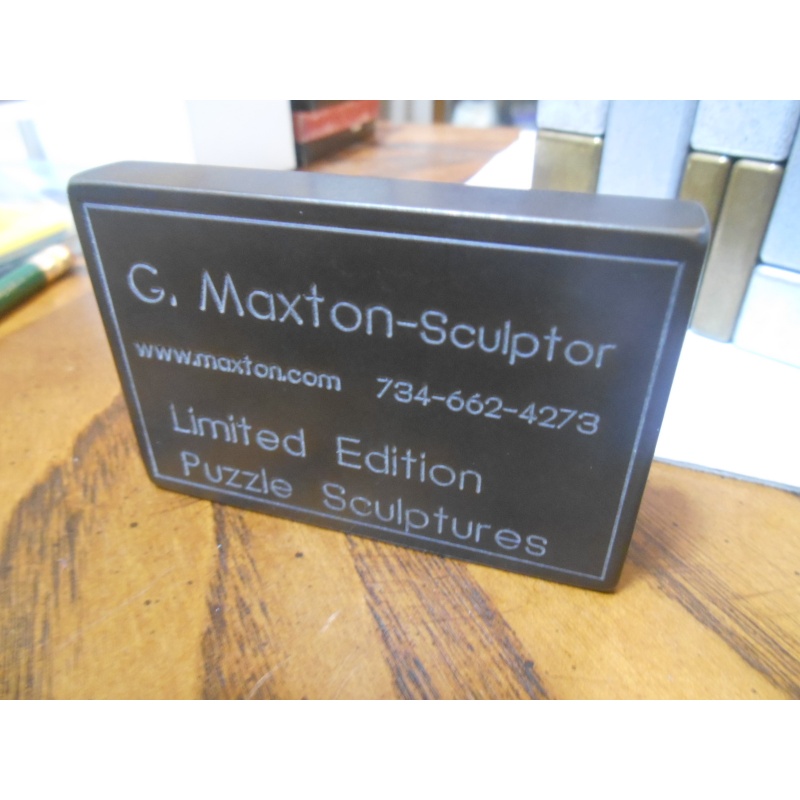 G. Maxton-Sculptor
www.maxton.com 734-662-4273
Limited Edition
Puzzle Sculptures